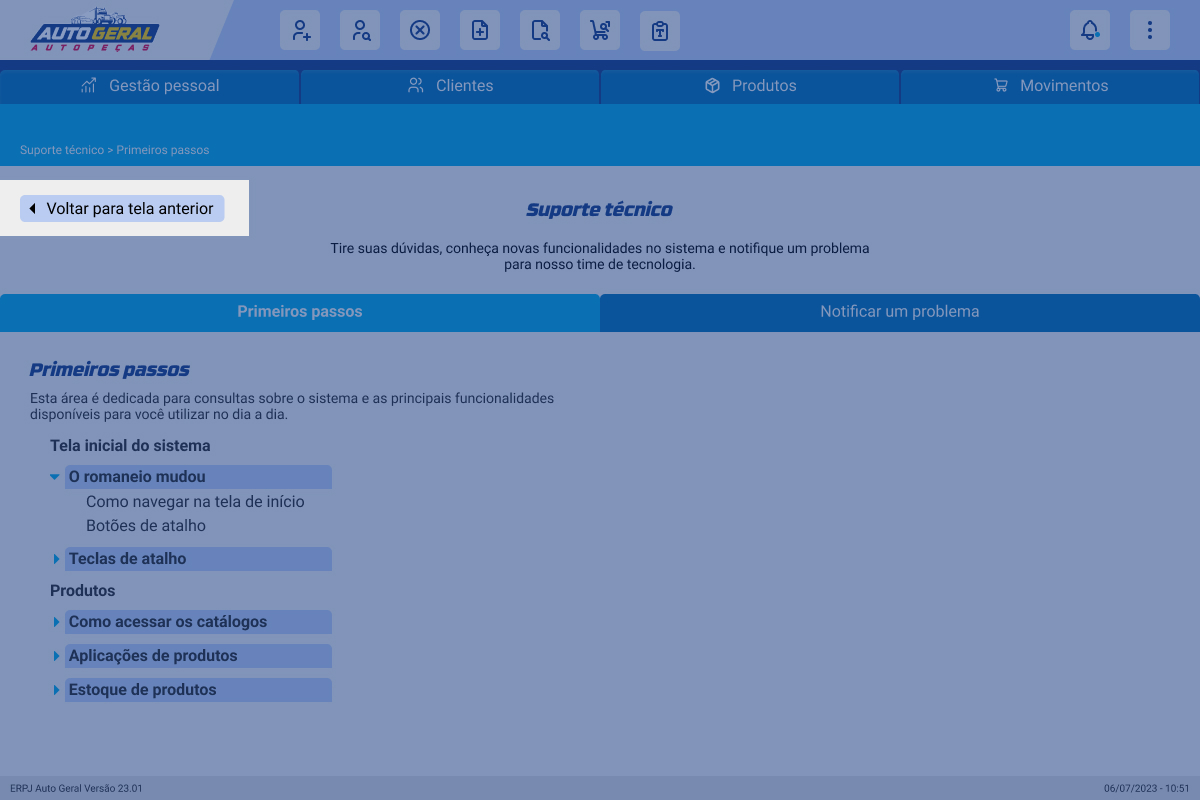 AUTO GERAL
AUTOPEÇAS
Gestão pessoal
Clientes
Produtos
Movimentos
Suporte técnico > Primeiros passos
Voltar para tela anterior
Suporte técnico
Tire suas dúvidas, conheça novas funcionalidades no sistema e notifique um problema
para nosso time de tecnologia.
Primeiros passos
Notificar um problema
Primeiros passos
Esta área é dedicada para consultas sobre o sistema e as principais funcionalidades
disponíveis para você utilizar no dia a dia.
Tela inicial do sistema
O romaneio mudou
Como navegar na tela de início
Botões de atalho
Teclas de atalho
Produtos
Como acessar os catálogos
Aplicações de produtos
Estoque de produtos
ERPJ Auto Geral Versão 23.01
06/07/2023 - 10:51